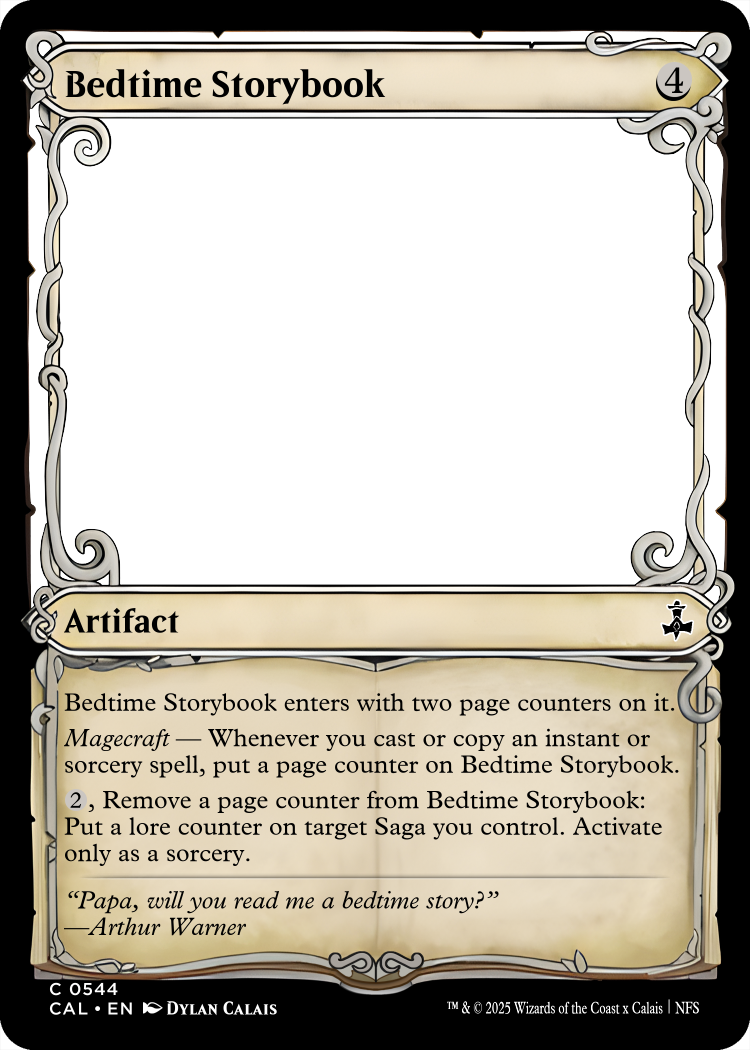 Bedtime Storybook 4
Artifact
Bedtime Storybook enters with two page counters on it.
Magecraft — Whenever you cast or copy an instant or
sorcery spell, put a page counter on Bedtime Storybook.
2, Remove a page counter from Bedtime Storybook:
Put a lore counter on target Saga you control. Activate
only as a sorcery.
“Papa, will you read me a bedtime story?”
—Arthur Warner
C 0544
CAL • EN Dylan Calais
™ & © 2025 Wizards of the Coast x Calais | NFS